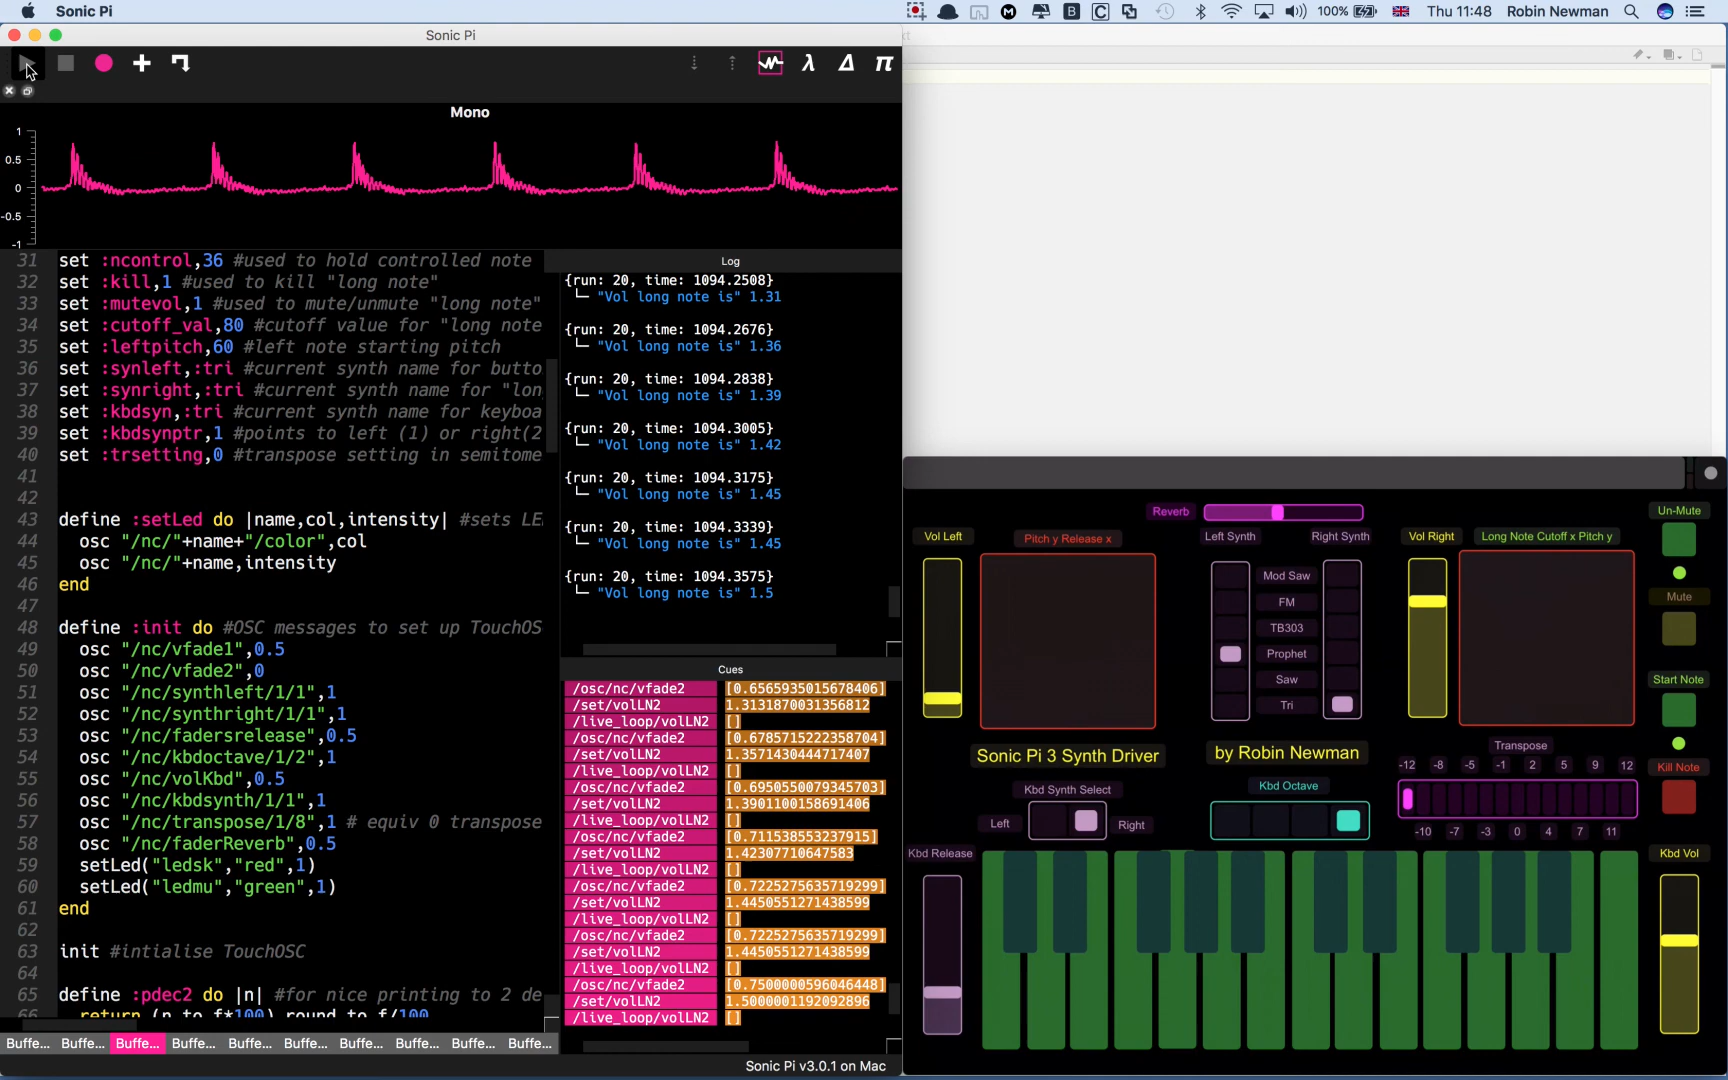 Sonic Pi
100%
Thu 11:48
Robin Newman
Sonic Pi
Mono
1
0.5
0
-0.5
-1
31 set :ncontrol,36 #used to hold controlled note
32 set :kill,1 #used to kill "long note"
33 set :mutevol,1 #used to mute/unmute "long note"
34 set :cutoff_val,80 #cutoff value for "long note
35 set :leftpitch,60 #left note starting pitch
36 set :synleft,:tri #current synth name for butto
37 set :synright,:tri #current synth name for "lon
38 set :kbdsyn,:tri #current synth name for keyboa
39 set :kbdsynptr,1 #points to left (1) or right(2
40 set :trsetting,0 #transpose setting in semitome
41
42
43 define :setLed do |name,col,intensity| #sets LE
44 osc "/nc/"+name+"/color",col
45 osc "/nc/"+name,intensity
46 end
47
48 define :init do #OSC messages to set up TouchOS
49 osc "/nc/vfade1",0.5
50 osc "/nc/vfade2",0
51 osc "/nc/synthleft/1/1",1
52 osc "/nc/synthright/1/1",1
53 osc "/nc/fadersrelease",0.5
54 osc "/nc/kbdoctave/1/2",1
55 osc "/nc/volKbd",0.5
56 osc "/nc/kbdsynth/1/1",1
57 osc "/nc/transpose/1/8",1 # equiv 0 transpose
58 osc "/nc/faderReverb",0.5
59 setLed("ledsk","red",1)
60 setLed("ledmu","green",1)
61 end
62
63 init #intialise TouchOSC
64
65 define :pdec2 do |n| #for nice printing to 2 de
66 return (n.to_f*100).round.to_f/100
Log
{run: 20, time: 1094.2508}
"Vol long note is" 1.31
{run: 20, time: 1094.2676}
"Vol long note is" 1.36
{run: 20, time: 1094.2838}
"Vol long note is" 1.39
{run: 20, time: 1094.3005}
"Vol long note is" 1.42
{run: 20, time: 1094.3175}
"Vol long note is" 1.45
{run: 20, time: 1094.3339}
"Vol long note is" 1.45
{run: 20, time: 1094.3575}
"Vol long note is" 1.5
Cues
/osc/nc/vfade2 [0.6565935015678406]
/set/volLN2 1.3131870031356812
/live_loop/volLN2 []
/osc/nc/vfade2 [0.6785715222358704]
/set/volLN2 1.3571430444717407
/live_loop/volLN2 []
/osc/nc/vfade2 [0.6950550079345703]
/set/volLN2 1.3901100158691406
/live_loop/volLN2 []
/osc/nc/vfade2 [0.7115385532379150]
/set/volLN2 1.42307710647583
/live_loop/volLN2 []
/osc/nc/vfade2 [0.7225275635719299]
/set/volLN2 1.4450551271438599
/live_loop/volLN2 []
/osc/nc/vfade2 [0.7225275635719299]
/set/volLN2 1.4450551271438599
/live_loop/volLN2 []
/osc/nc/vfade2 [0.7500000596046448]
/set/volLN2 1.5000001192092896
/live_loop/volLN2 []
Buffe... Buffe... Buffe... Buffe... Buffe... Buffe... Buffe... Buffe... Buffe... Buffe...
Sonic Pi v3.0.1 on Mac
Reverb
Un-Mute
Vol Left
Pitch y Release x
Left Synth
Right Synth
Vol Right
Long Note Cutoff x Pitch y
Mod Saw
FM
TB303
Prophet
Saw
Tri
Mute
Start Note
Sonic Pi 3 Synth Driver
by Robin Newman
Transpose
-12 -8 -5 -1 2 5 9 12
Kill Note
Kbd Synth Select
Kbd Octave
Left
Right
-10 -7 -3 0 4 7 11
Kbd Release
Kbd Vol